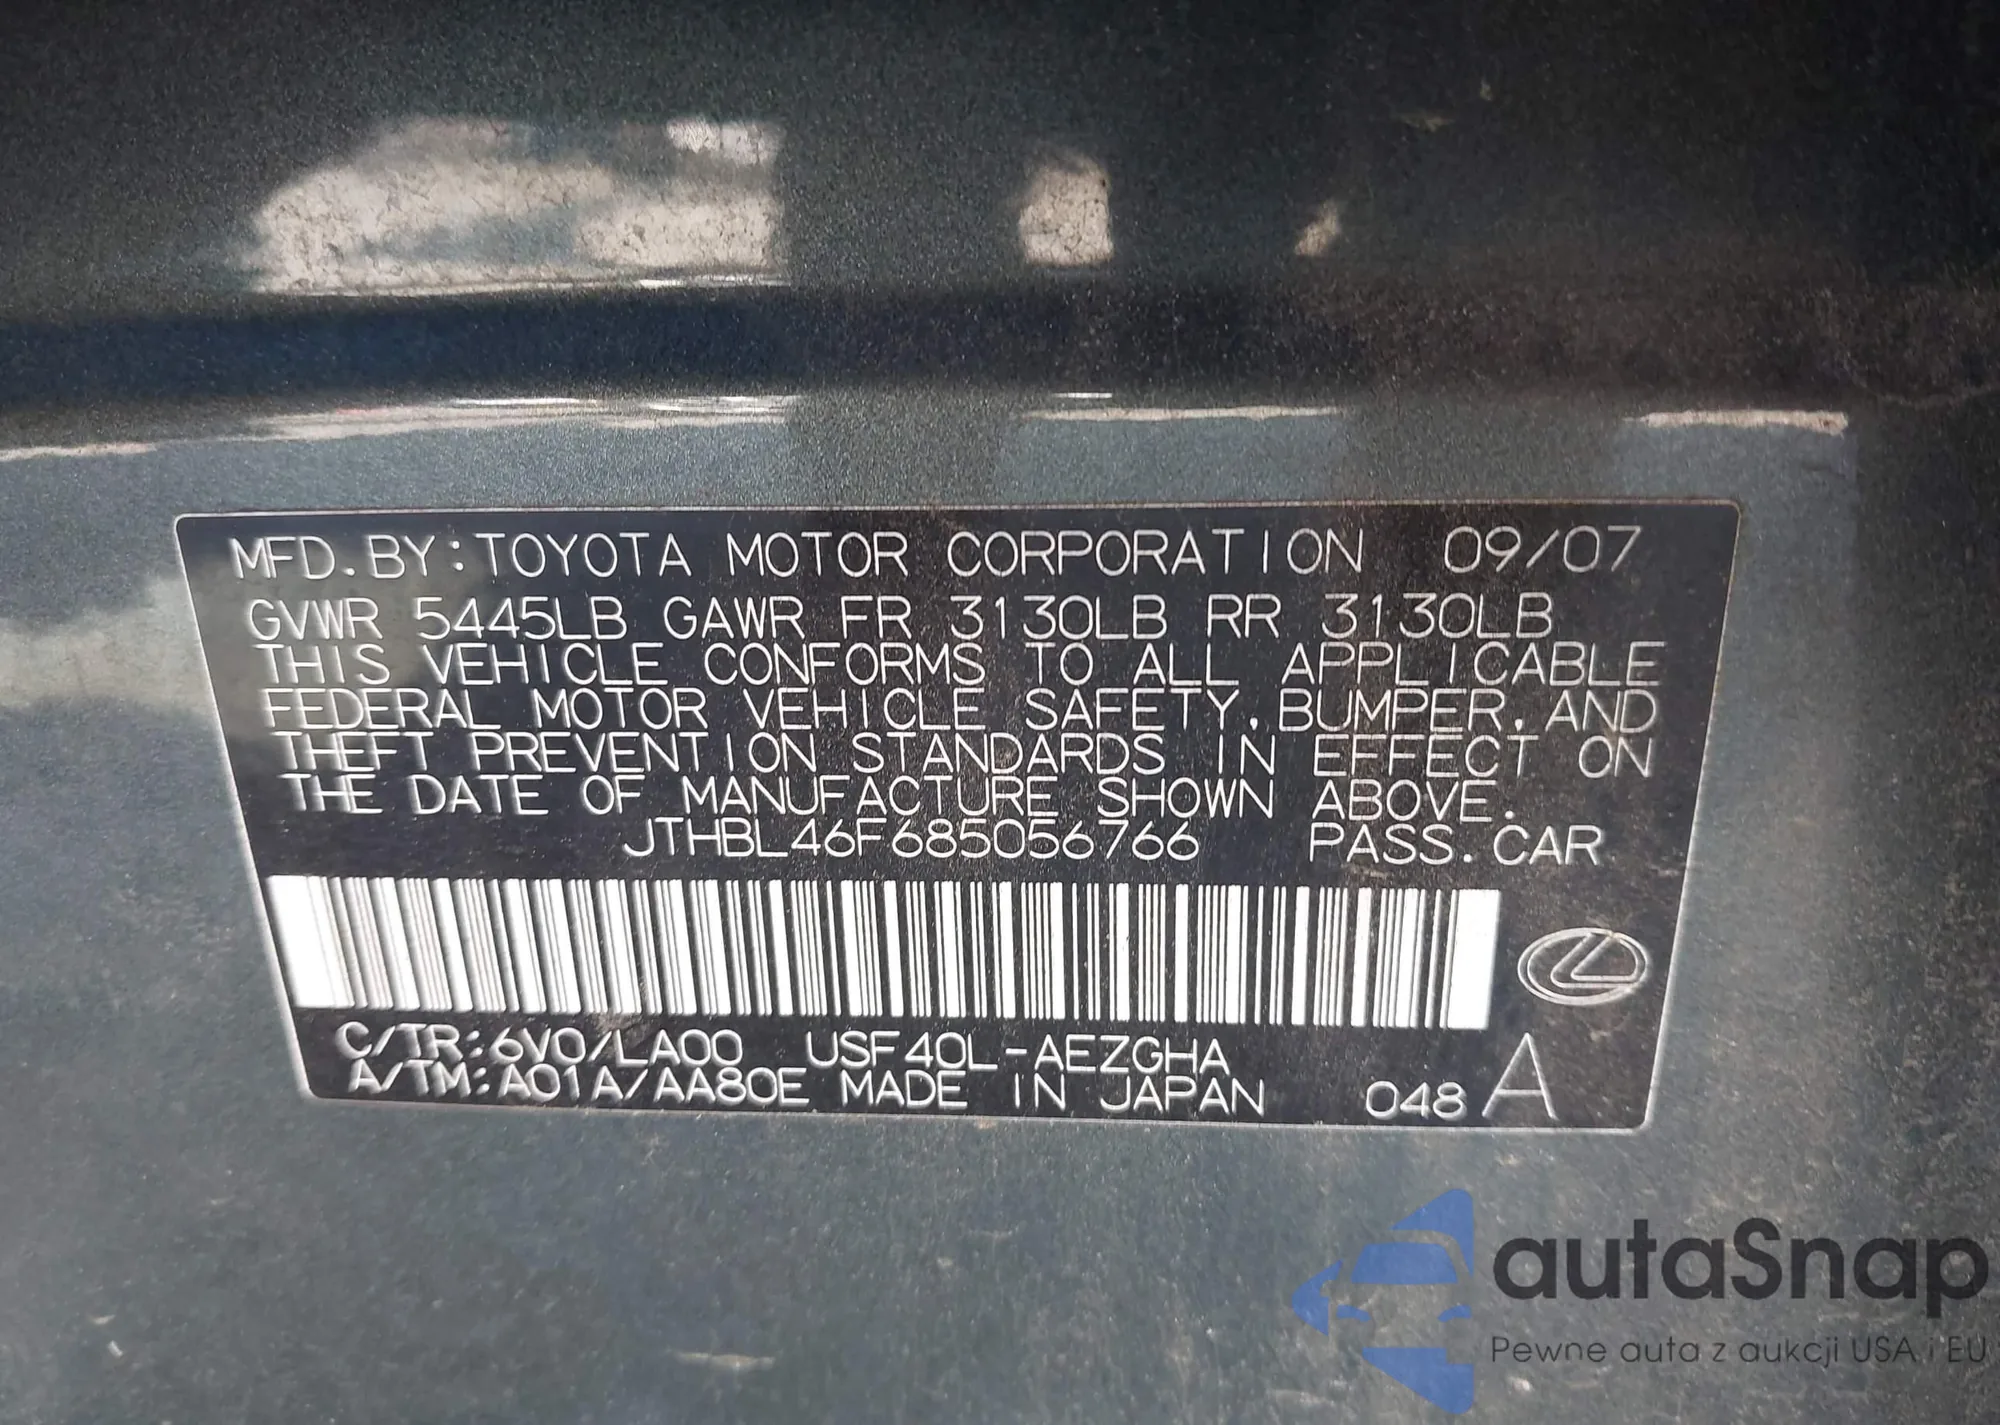 MFD.BY:TOYOTA MOTOR CORPORATION 09/07
GVWR 5445LB GAWR FR 3130LB RR 3130LB
THIS VEHICLE CONFORMS TO ALL APPLICABLE
FEDERAL MOTOR VEHICLE SAFETY, BUMPER, AND
THEFT PREVENTION STANDARDS IN EFFECT ON
THE DATE OF MANUFACTURE SHOWN ABOVE.
JTHBL46F685056766 PASS.CAR
C/TR:6V0/LA00 USF40L-AEZGHA
A/TM:A01A/AA80E MADE IN JAPAN 048 A
autaSnap
Pewne auta z aukcji USA i EU